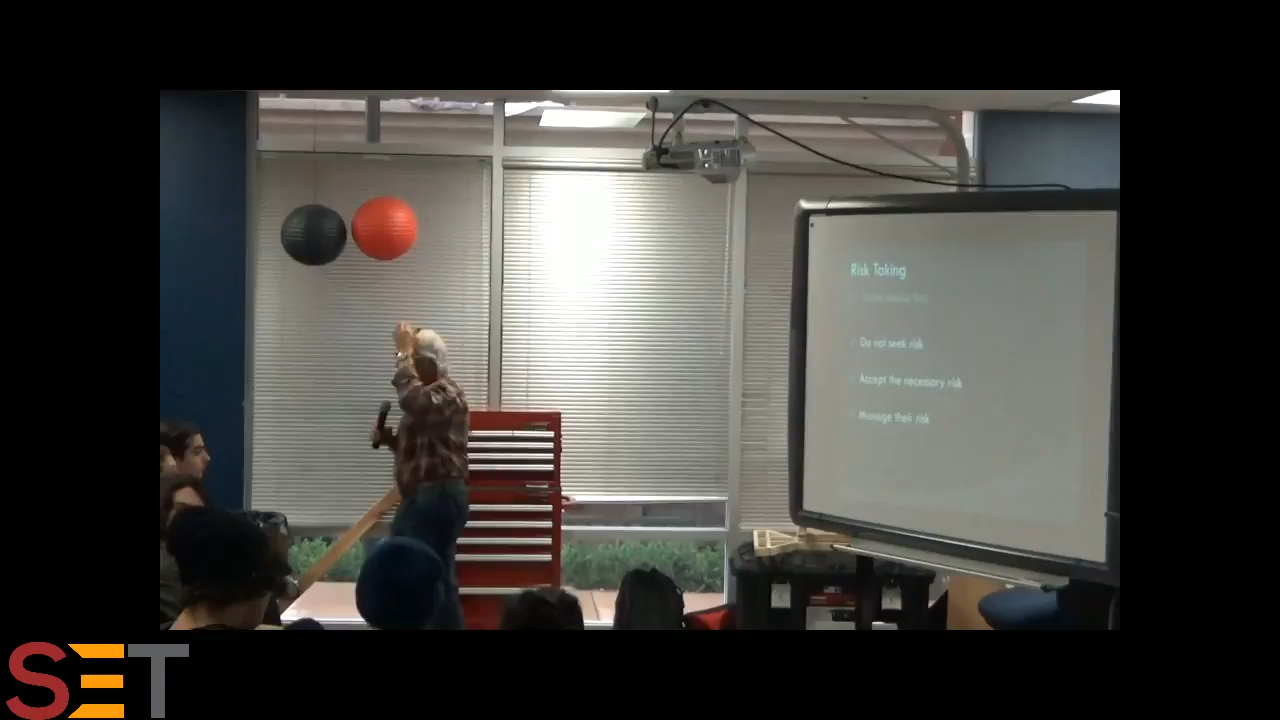 Risk Taking
Do not seek risk
Accept the necessary risk
Manage their risk
SET